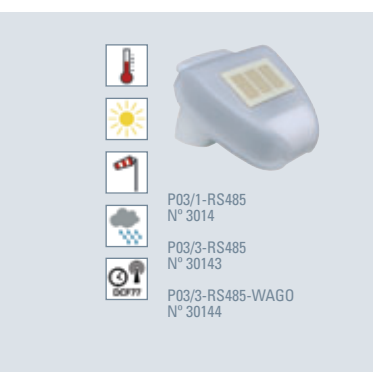 P03/1-RS485
Nº 3014
P03/3-RS485
Nº 30143
P03/3-RS485-WAGO
Nº 30144
DCF77